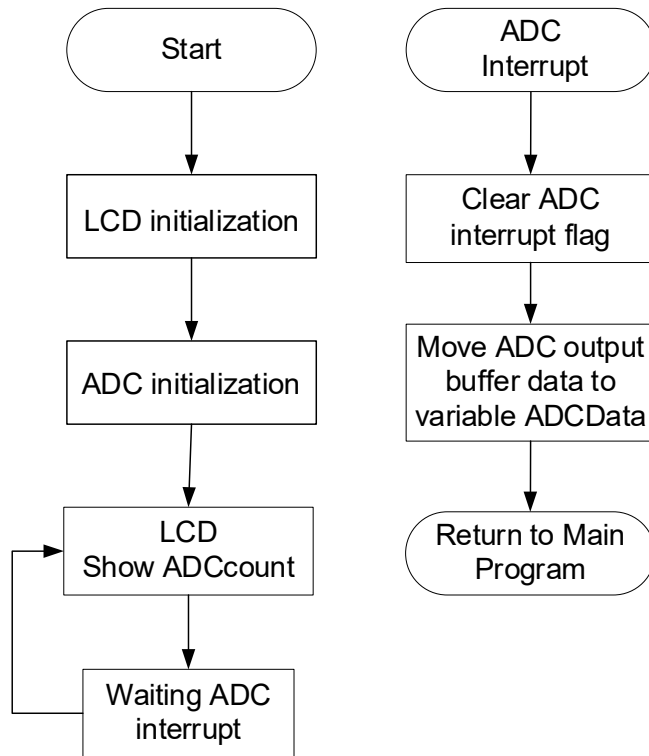 Start
LCD initialization
ADC initialization
LCD
Show ADCcount
Waiting ADC
interrupt
ADC
Interrupt
Clear ADC
interrupt flag
Move ADC output
buffer data to
variable ADCData
Return to Main
Program